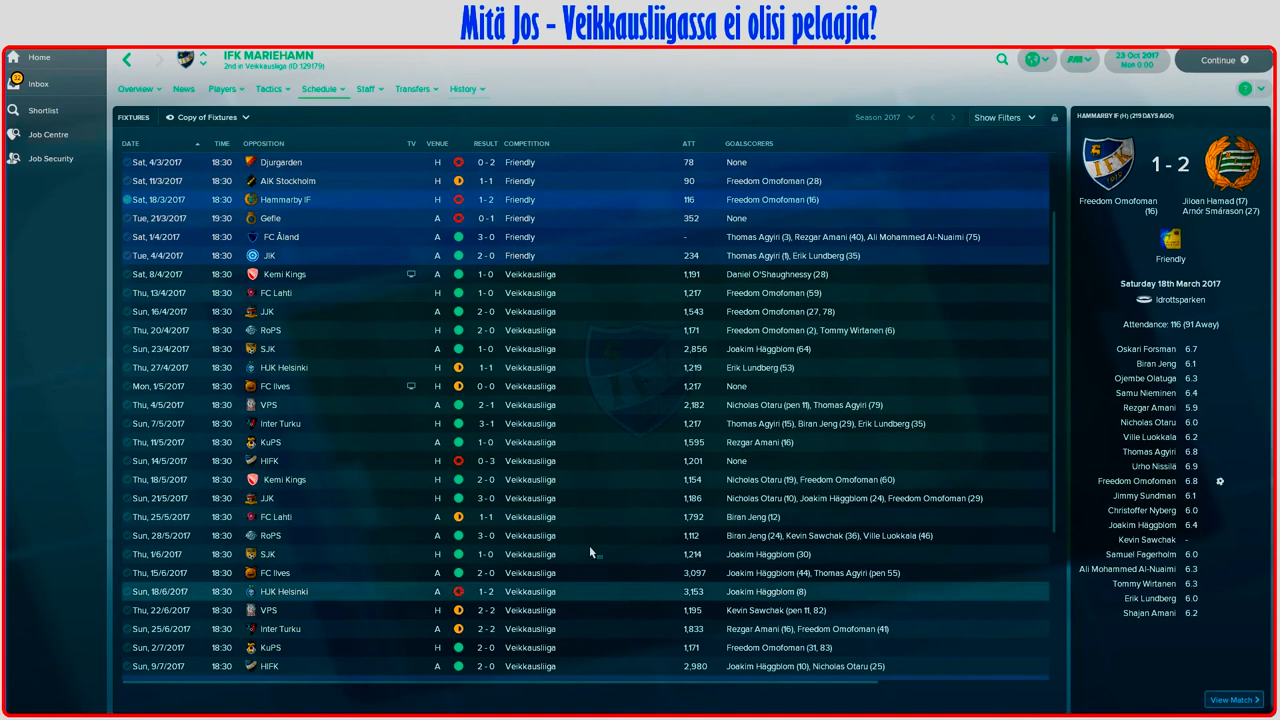 Mitä Jos - Veikkausliigassa ei olisi pelaajia?
Home
Inbox
Shortlist
Job Centre
Job Security
IFK MARIEHAMN
2nd in Veikkausliiga (ID 129179)
23 Oct 2017
Mon 0:00
Continue
Overview News Players Tactics Schedule Staff Transfers History
FIXTURES Copy of Fixtures Season 2017 Show Filters
DATE TIME OPPOSITION TV VENUE RESULT COMPETITION ATT GOALSCORERS
Sat, 4/3/2017 18:30 Djurgarden H 0 - 2 Friendly 78 None
Sat, 11/3/2017 18:30 AIK Stockholm H 1 - 1 Friendly 90 Freedom Omofoman (28)
Sat, 18/3/2017 18:30 Hammarby IF H 1 - 2 Friendly 116 Freedom Omofoman (16)
Tue, 21/3/2017 19:30 Gefle A 0 - 1 Friendly 352 None
Sat, 1/4/2017 18:30 FC Åland A 3 - 0 Friendly - Thomas Agyiri (3), Rezgar Amani (40), Ali Mohammed Al-Nuaimi (75)
Tue, 4/4/2017 18:30 JIK A 2 - 0 Friendly 234 Thomas Agyiri (1), Erik Lundberg (35)
Sat, 8/4/2017 18:30 Kemi Kings H 1 - 0 Veikkausliiga 1,191 Daniel O'Shaughnessy (28)
Thu, 13/4/2017 18:30 FC Lahti H 1 - 0 Veikkausliiga 1,217 Freedom Omofoman (59)
Sun, 16/4/2017 18:30 JJK A 2 - 0 Veikkausliiga 1,543 Freedom Omofoman (27, 78)
Thu, 20/4/2017 18:30 RoPS H 2 - 0 Veikkausliiga 1,171 Freedom Omofoman (2), Tommy Wirtanen (6)
Sun, 23/4/2017 18:30 SJK A 1 - 0 Veikkausliiga 2,856 Joakim Häggblom (64)
Thu, 27/4/2017 18:30 HJK Helsinki H 1 - 1 Veikkausliiga 1,219 Erik Lundberg (53)
Mon, 1/5/2017 18:30 FC Ilves H 0 - 0 Veikkausliiga 1,217 None
Thu, 4/5/2017 18:30 VPS A 2 - 1 Veikkausliiga 2,182 Nicholas Otaru (pen 11), Thomas Agyiri (79)
Sun, 7/5/2017 18:30 Inter Turku H 3 - 1 Veikkausliiga 1,217 Thomas Agyiri (15), Biran Jeng (29), Erik Lundberg (35)
Thu, 11/5/2017 18:30 KuPS A 1 - 0 Veikkausliiga 1,595 Rezgar Amani (16)
Sun, 14/5/2017 18:30 HIFK H 0 - 3 Veikkausliiga 1,201 None
Thu, 18/5/2017 18:30 Kemi Kings A 2 - 0 Veikkausliiga 1,154 Nicholas Otaru (19), Freedom Omofoman (60)
Sun, 21/5/2017 18:30 JJK H 3 - 0 Veikkausliiga 1,186 Nicholas Otaru (10), Joakim Häggblom (24), Freedom Omofoman (29)
Thu, 25/5/2017 18:30 FC Lahti A 1 - 1 Veikkausliiga 1,792 Biran Jeng (12)
Sun, 28/5/2017 18:30 RoPS A 3 - 0 Veikkausliiga 1,112 Biran Jeng (24), Kevin Sawchak (36), Ville Luokkala (46)
Thu, 1/6/2017 18:30 SJK H 1 - 0 Veikkausliiga 1,214 Joakim Häggblom (30)
Thu, 15/6/2017 18:30 FC Ilves A 2 - 0 Veikkausliiga 3,097 Joakim Häggblom (44), Thomas Agyiri (pen 55)
Sun, 18/6/2017 18:30 HJK Helsinki A 1 - 2 Veikkausliiga 3,153 Joakim Häggblom (8)
Thu, 22/6/2017 18:30 VPS H 2 - 2 Veikkausliiga 1,195 Kevin Sawchak (pen 11, 82)
Sun, 25/6/2017 18:30 Inter Turku A 2 - 2 Veikkausliiga 1,833 Rezgar Amani (16), Freedom Omofoman (41)
Sun, 2/7/2017 18:30 KuPS H 2 - 0 Veikkausliiga 1,171 Freedom Omofoman (31, 83)
Sun, 9/7/2017 18:30 HIFK A 2 - 0 Veikkausliiga 2,980 Joakim Häggblom (10), Nicholas Otaru (25)
HAMMARBY IF (H) (219 DAYS AGO)
1 - 2
Freedom Omofoman (16)
Jiloan Hamad (17)
Arnór Smárason (27)
Friendly
Saturday 18th March 2017
Idrottsparken
Attendance: 116 (91 Away)
Oskari Forsman 6.7
Biran Jeng 6.1
Ojembe Olatuga 6.3
Samu Nieminen 6.4
Rezgar Amani 5.9
Nicholas Otaru 6.0
Ville Luokkala 6.2
Thomas Agyiri 6.8
Urho Nissilä 6.9
Freedom Omofoman 6.8
Jimmy Sundman 6.1
Christoffer Nyberg 6.0
Joakim Häggblom 6.4
Kevin Sawchak -
Samuel Fagerholm 6.0
Ali Mohammed Al-Nuaimo 6.3
Tommy Wirtanen 6.3
Erik Lundberg 6.0
Shajan Amani 6.2
View Match